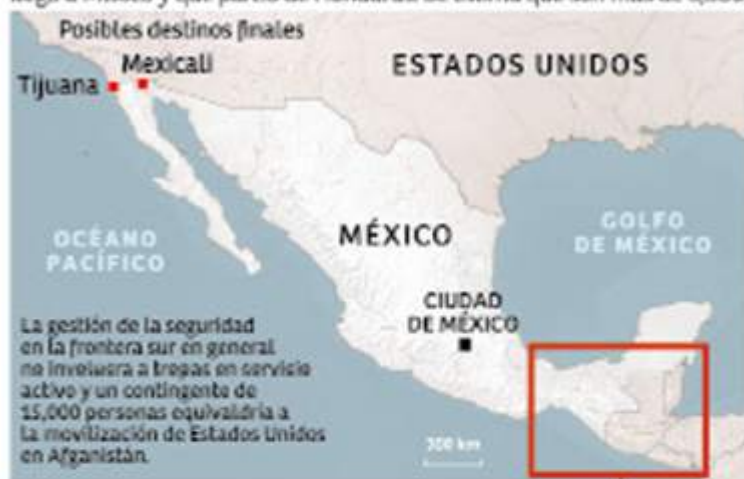 Posibles destinos finales
Mexicali
Tijuana
ESTADOS UNIDOS
OCÉANO
PACÍFICO
MÉXICO
GOLFO
DE MÉXICO
CIUDAD
DE MÉXICO
La gestión de la seguridad
en la frontera sur en general
no involucra a tropas en servicio
activo y un contingente de
15,000 personas equivaldría a
la movilización de Estados Unidos
en Afganistán.
300 km